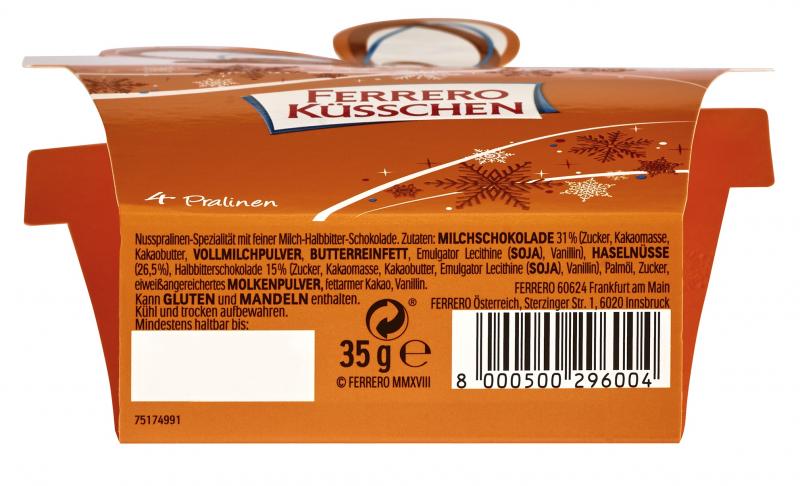 FERRERO
KÜSSCHEN
4 Pralinen
Nusspralinen-Spezialität mit feiner Milch-Halbbitter-Schokolade. Zutaten: MILCHSCHOKOLADE 31% (Zucker, Kakaomasse,
Kakaobutter, VOLLMILCHPULVER, BUTTERREINFETT, Emulgator Lecithine (SOJA), Vanillin), HASELNÜSSE
(26,5%), Halbbitterschokolade 15% (Zucker, Kakaomasse, Kakaobutter, Emulgator Lecithine (SOJA), Vanillin), Palmöl, Zucker,
eiweißangereichertes MOLKENPULVER, fettarmer Kakao, Vanillin.
Kann GLUTEN und MANDELN enthalten.
Kühl und trocken aufbewahren.
Mindestens haltbar bis:
FERRERO 60624 Frankfurt am Main
FERRERO Österreich, Sterzinger Str. 1, 6020 Innsbruck
®
35 g e
© FERRERO MMXVIII
8 000500 296004
75174991